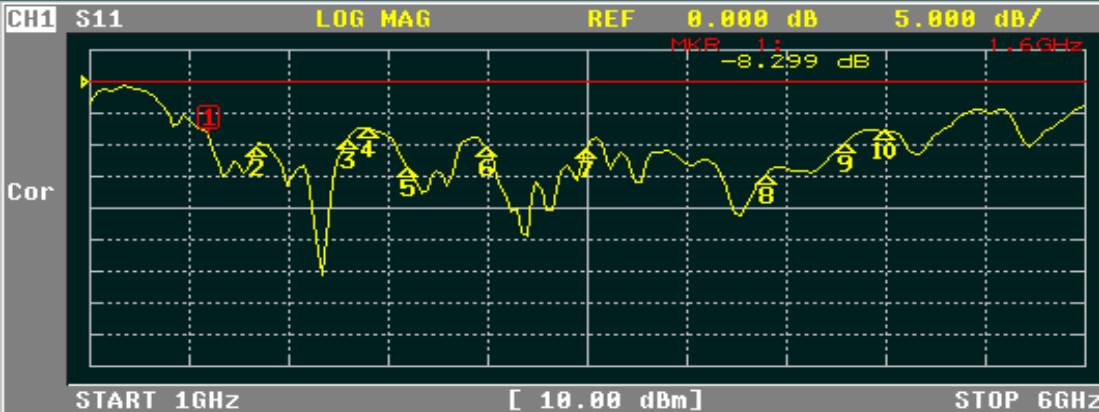 CH1 S11 LOG MAG REF 0.000 dB 5.000 dB/
MKR 1: 1.6GHz
-8.299 dB
1
2
3
4
5
6
7
8
9
10
Cor
START 1GHz [ 10.00 dBm] STOP 6GHz